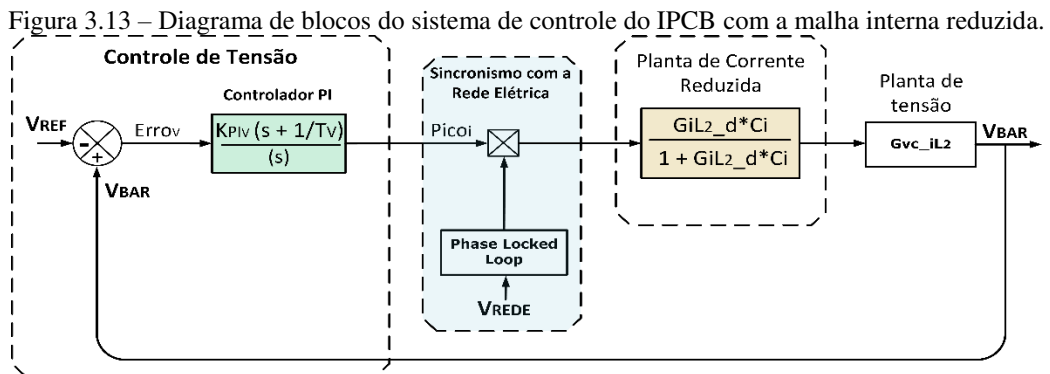 Figura 3.13 – Diagrama de blocos do sistema de controle do IPCB com a malha interna reduzida.
Controle de Tensão
Controlador PI
VREF
-
+
Errov
KPIV (s + 1/Tv)
(s)
VBAR
Sincronismo com a
Rede Elétrica
Picoi
Phase Locked
Loop
VREDE
Planta de Corrente
Reduzida
GiL2_d*Ci
1 + GiL2_d*Ci
Planta de
tensão
Gvc_iL2
VBAR